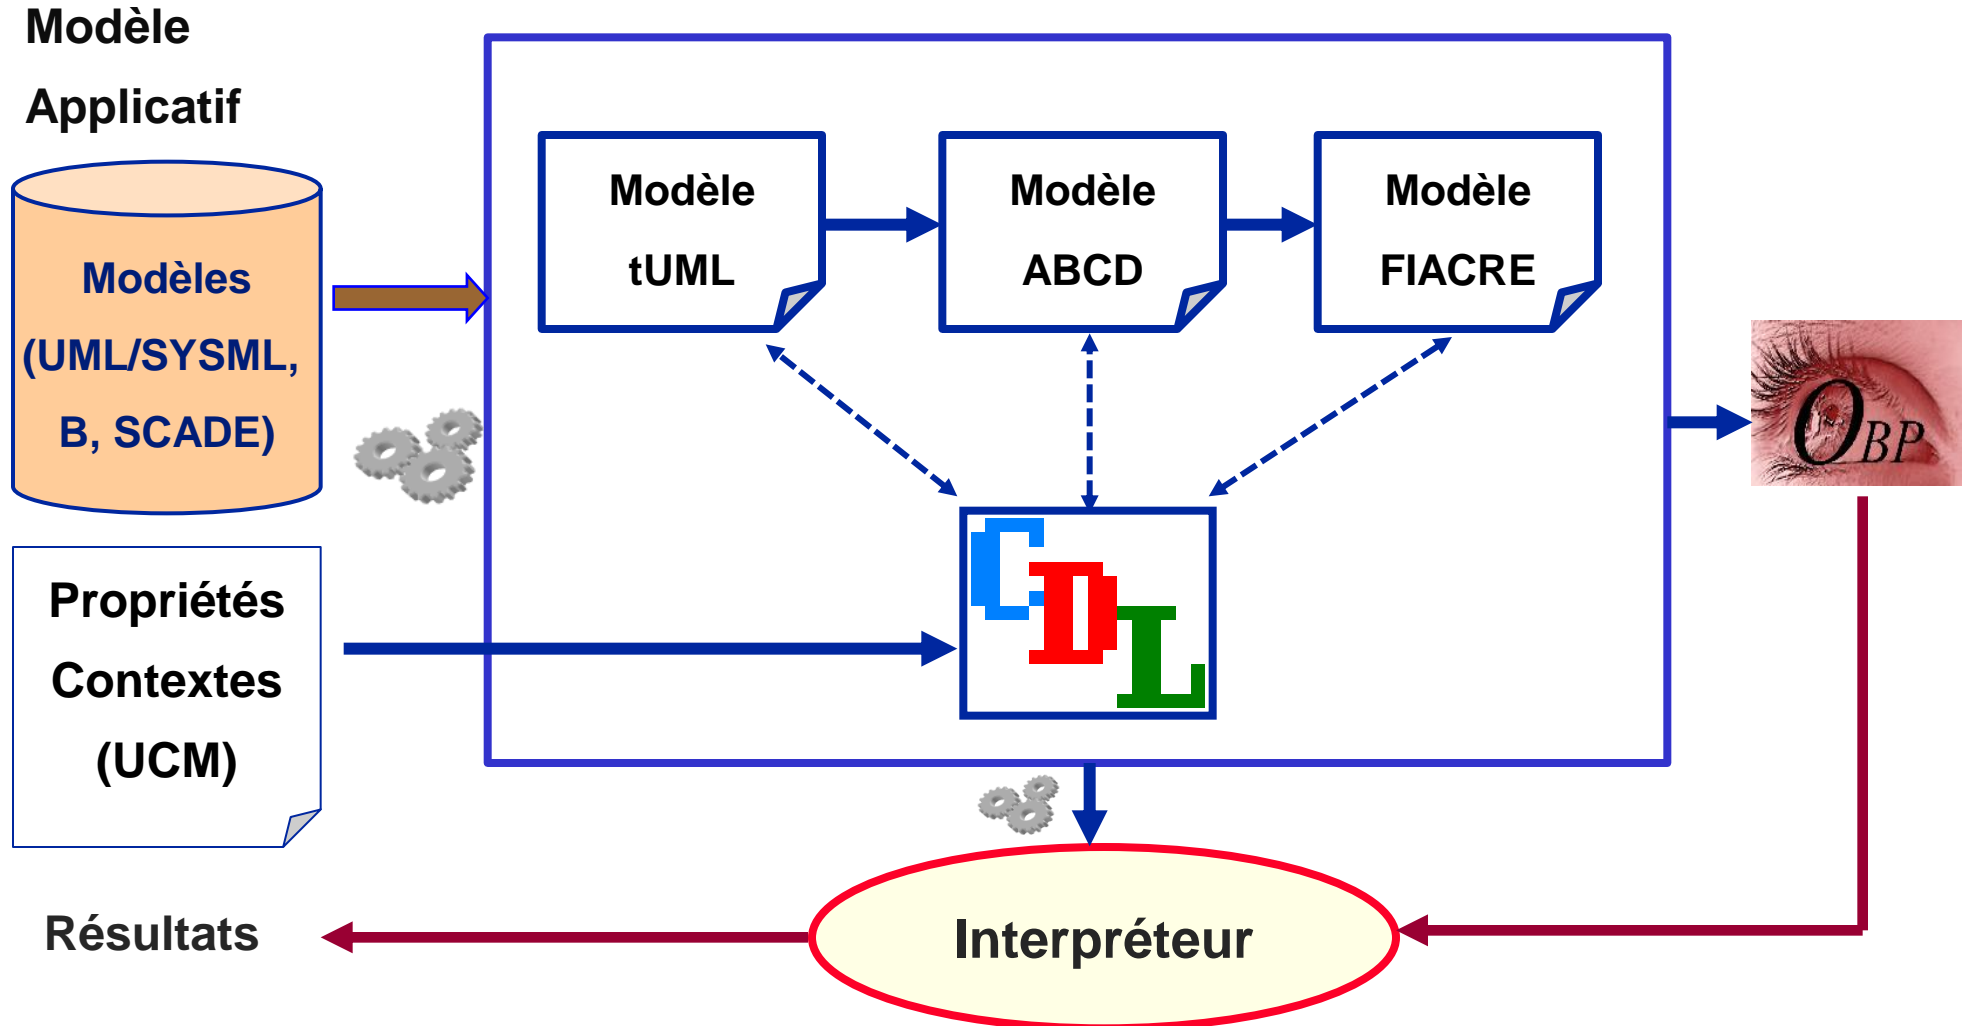 Modèle
Applicatif
Modèles
(UML/SYSML,
B, SCADE)
Modèle
tUML
Modèle
ABCD
Modèle
FIACRE
OBP
CDL
Propriétés
Contextes
(UCM)
Interpréteur
Résultats